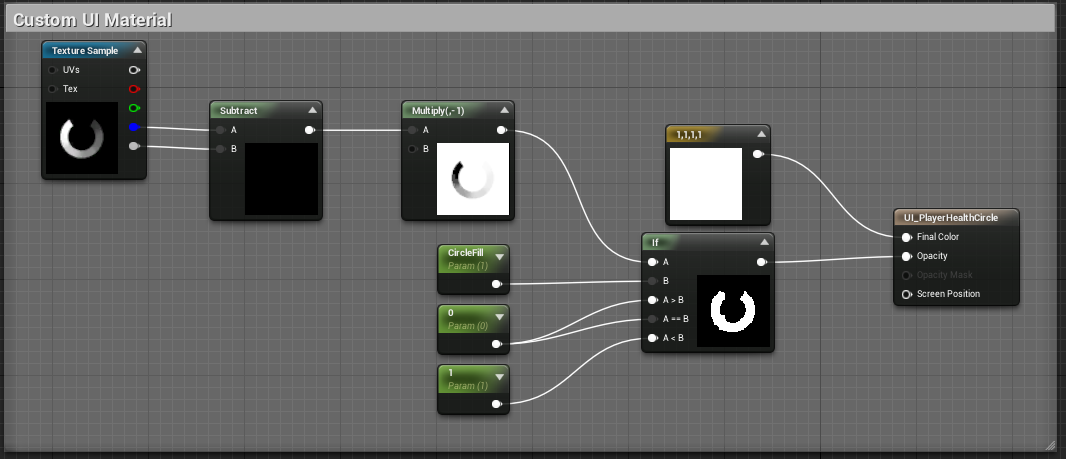 Custom UI Material
Texture Sample
UVs
Tex
Subtract
A
B
Multiply(,-1)
A
B
1,1,1,1
CircleFill
Param (1)
0
Param (0)
1
Param (1)
If
A
B
A > B
A == B
A < B
UI_PlayerHealthCircle
Final Color
Opacity
Opacity Mask
Screen Position